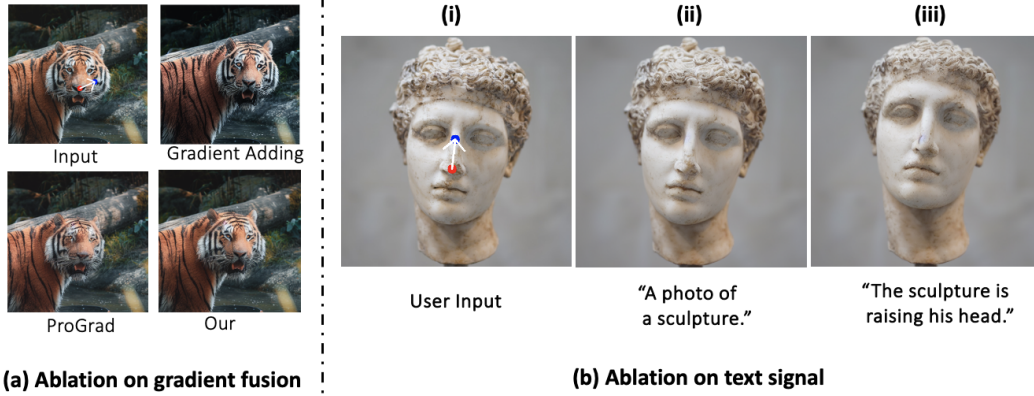 Input
Gradient Adding
ProGrad
Our
(a) Ablation on gradient fusion
(i)
(ii)
(iii)
User Input
“A photo of
a sculpture.”
“The sculpture is
raising his head.”
(b) Ablation on text signal